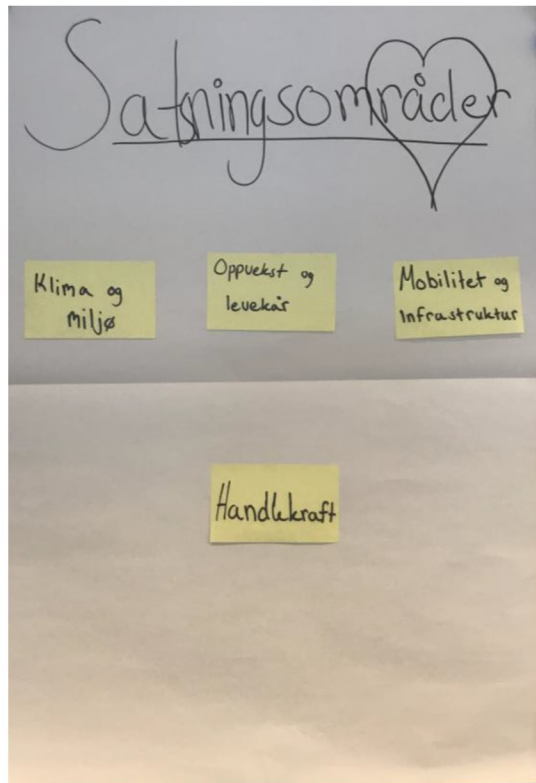 Satsningsområder
Klima og
miljø
Oppvekst og
levekår
Mobilitet og
infrastruktur
Handlekraft